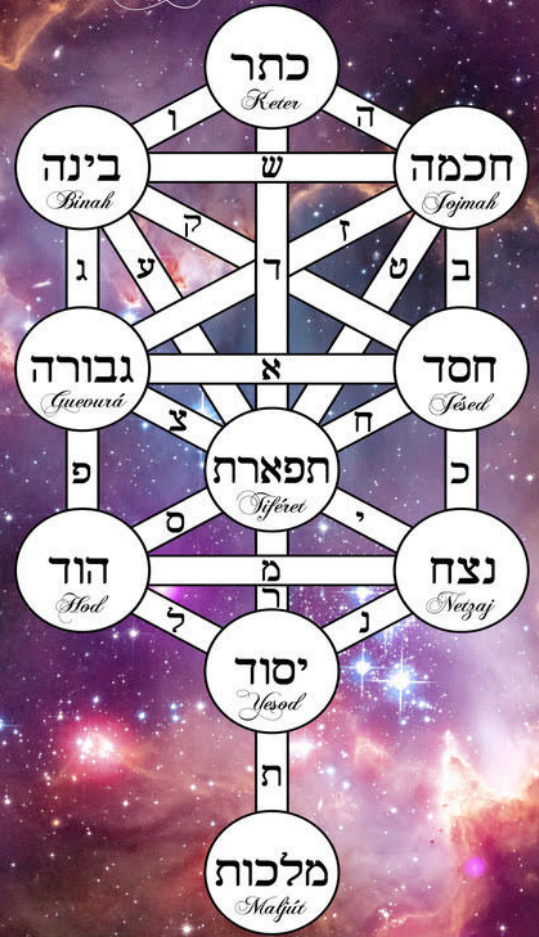 כתר
Keter
ו
ה
בינה
Binah
ש
חכמה
Jojmah
ק
ז
ג
ע
ד
ט
ב
גבורה
Guevurá
א
חסד
Jésed
צ
ח
פ
תפארת
Tiféret
כ
ס
י
הוד
Hod
מ
ר
נצח
Netzaj
ל
נ
יסוד
Yesod
ת
מלכות
Maljút